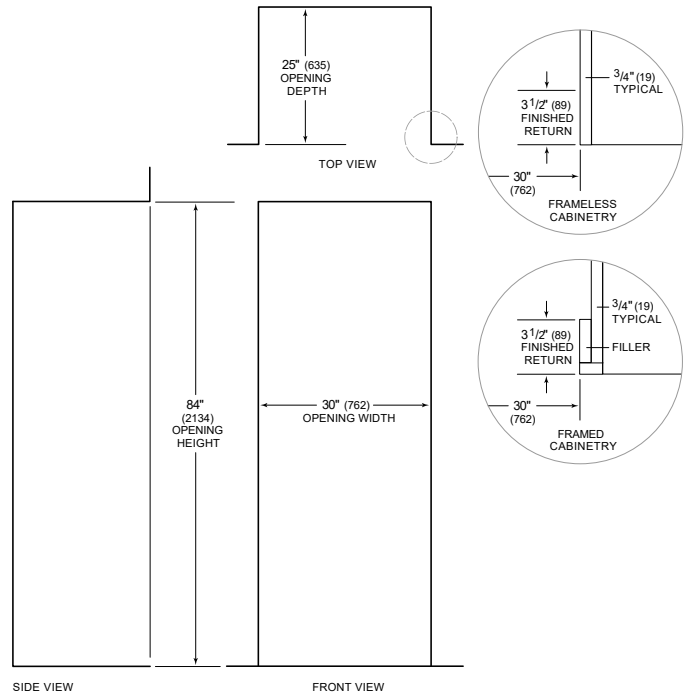 25" (635)
OPENING
DEPTH
TOP VIEW
3/4" (19)
TYPICAL
3 1/2" (89)
FINISHED
RETURN
30"
(762)
FRAMELESS
CABINETRY
3/4" (19)
TYPICAL
3 1/2" (89)
FINISHED
RETURN
FILLER
30"
(762)
FRAMED
CABINETRY
84"
(2134)
OPENING
HEIGHT
30" (762)
OPENING WIDTH
SIDE VIEW
FRONT VIEW